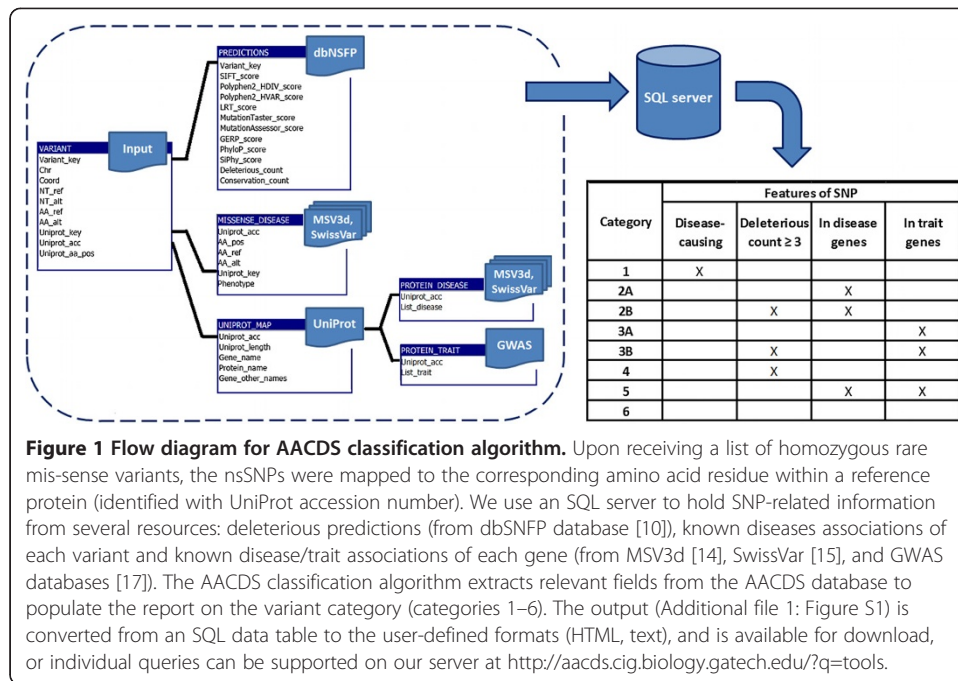 PREDICTIONS
dbNSFP
Variant_key
SIFT_score
Polyphen2_HDIV_score
Polyphen2_HVAR_score
LRT_score
MutationTaster_score
MutationAssessor_score
GERP_score
PhyloP_score
SiPhy_score
Deleterious_count
Conservation_count
VARIANT
Input
Variant_key
Chr
Coord
NT_ref
NT_alt
AA_ref
AA_alt
Uniprot_key
Uniprot_acc
Uniprot_aa_pos
MISSENSE_DISEASE
MSV3d,
SwissVar
Uniprot_acc
AA_pos
AA_ref
AA_alt
Uniprot_key
Phenotype
UNIPROT_MAP
UniProt
Uniprot_acc
Uniprot_length
Gene_name
Protein_name
Gene_other_names
PROTEIN_DISEASE
MSV3d,
SwissVar
Uniprot_acc
List_disease
PROTEIN_TRAIT
GWAS
Uniprot_acc
List_trait
SQL server
Features of SNP
Category
Disease-
causing
Deleterious
count ≥ 3
In disease
genes
In trait
genes
1 X
2A X
2B X X
3A X
3B X X
4 X
5 X X
6
Figure 1 Flow diagram for AACDS classification algorithm. Upon receiving a list of homozygous rare
mis-sense variants, the nsSNPs were mapped to the corresponding amino acid residue within a reference
protein (identified with UniProt accession number). We use an SQL server to hold SNP-related information
from several resources: deleterious predictions (from dbSNFP database [10]), known diseases associations of
each variant and known disease/trait associations of each gene (from MSV3d [14], SwissVar [15], and GWAS
databases [17]). The AACDS classification algorithm extracts relevant fields from the AACDS database to
populate the report on the variant category (categories 1–6). The output (Additional file 1: Figure S1) is
converted from an SQL data table to the user-defined formats (HTML, text), and is available for download,
or individual queries can be supported on our server at http://aacds.cig.biology.gatech.edu/?q=tools.